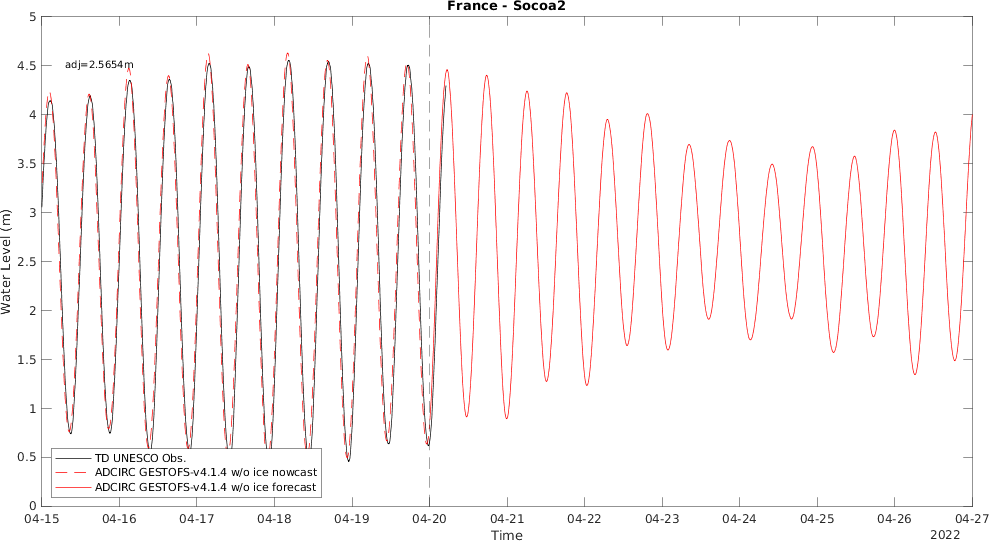 France - Socoa2
5
4.5
4
3.5
3
2.5
2
1.5
1
0.5
0
Water Level (m)
adj=2.5654m
TD UNESCO Obs.
ADCIRC GESTOFS-v4.1.4 w/o ice nowcast
ADCIRC GESTOFS-v4.1.4 w/o ice forecast
04-15 04-16 04-17 04-18 04-19 04-20 04-21 04-22 04-23 04-24 04-25 04-26 04-27
Time
2022